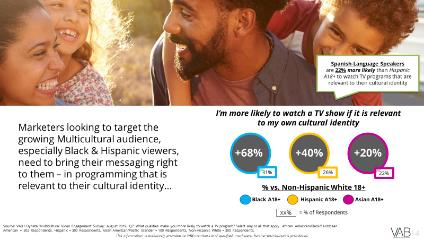 Spanish-Language Speakers
are 22% more likely than Hispanic
A18+ to watch TV programs that are
relevant to their cultural identity
I'm more likely to watch a TV show if it is relevant
to my own cultural identity
Marketers looking to target the
growing Multicultural audience,
especially Black & Hispanic viewers,
need to bring their messaging right
to them – in programming that is
relevant to their cultural identity...
+68%
31%
+40%
26%
+20%
22%
% vs. Non-Hispanic White 18+
Black A18+
Hispanic A18+
Asian A18+
xx% = % of Respondents
VAB